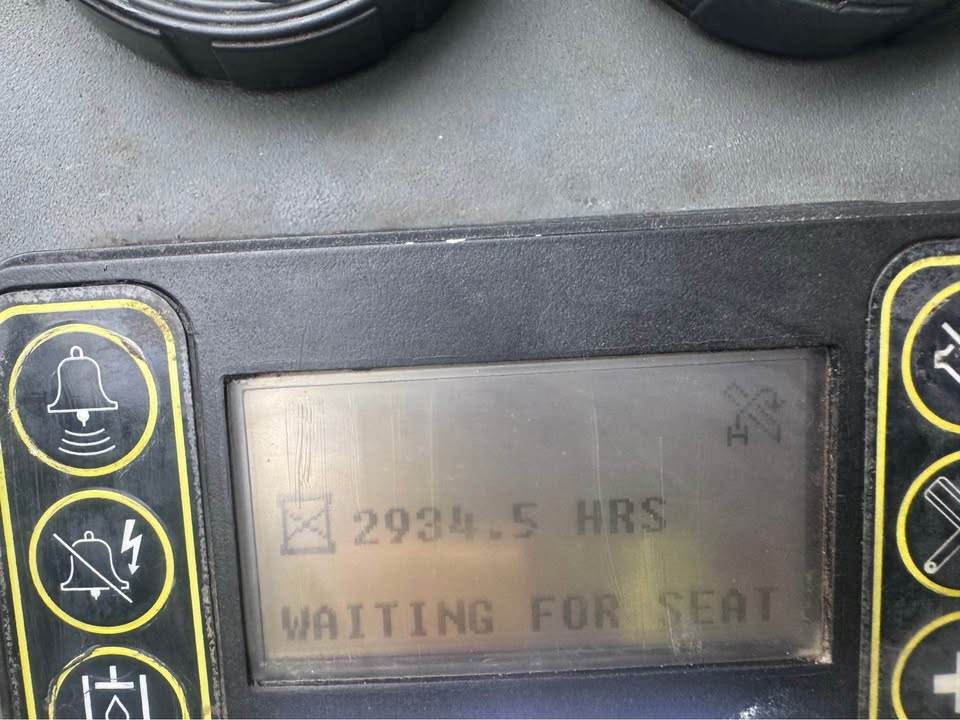 2934.5 HRS
WAITING FOR SEAT